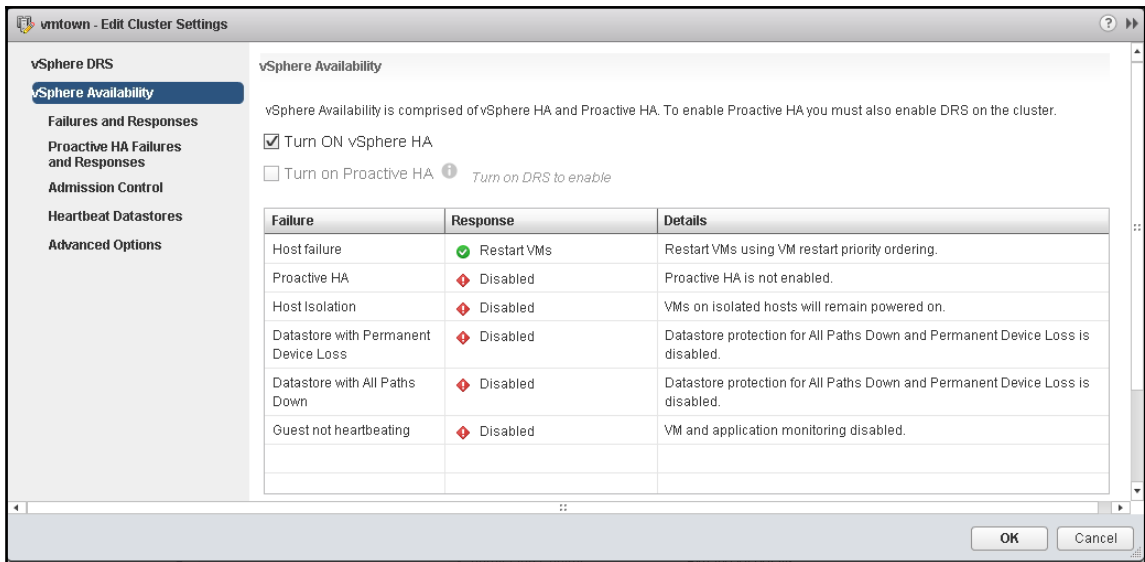 vmtown - Edit Cluster Settings
?
vSphere DRS
vSphere Availability
Failures and Responses
Proactive HA Failures
and Responses
Admission Control
Heartbeat Datastores
Advanced Options
vSphere Availability
vSphere Availability is comprised of vSphere HA and Proactive HA. To enable Proactive HA you must also enable DRS on the cluster.
Turn ON vSphere HA
Turn on Proactive HA Turn on DRS to enable
Failure Response Details
Host failure Restart VMs Restart VMs using VM restart priority ordering.
Proactive HA Disabled Proactive HA is not enabled.
Host Isolation Disabled VMs on isolated hosts will remain powered on.
Datastore with Permanent Disabled Datastore protection for All Paths Down and Permanent Device Loss is
Device Loss disabled.
Datastore with All Paths Disabled Datastore protection for All Paths Down and Permanent Device Loss is
Down disabled.
Guest not heartbeating Disabled VM and application monitoring disabled.
OK Cancel